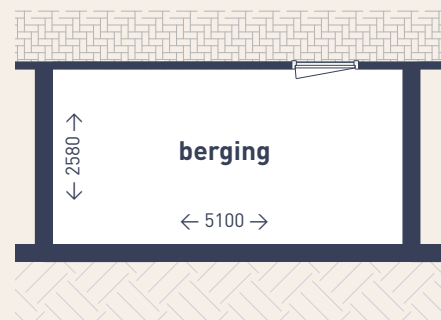 berging
← 2580 →
← 5100 →